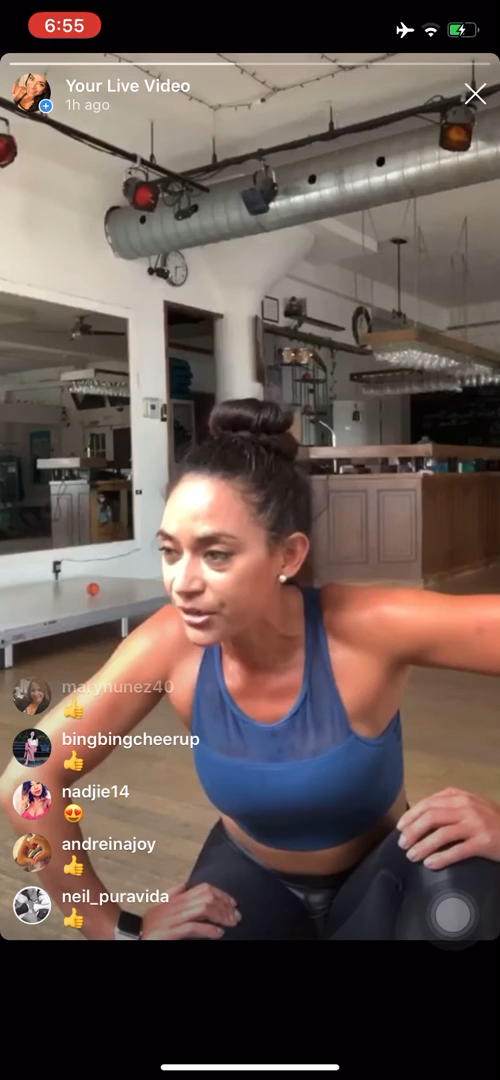 6:55
Your Live Video
1h ago
marynunez40
👍
bingbingcheerup
👍
nadjie14
😍
andreinajoy
👍
neil_puravida
👍